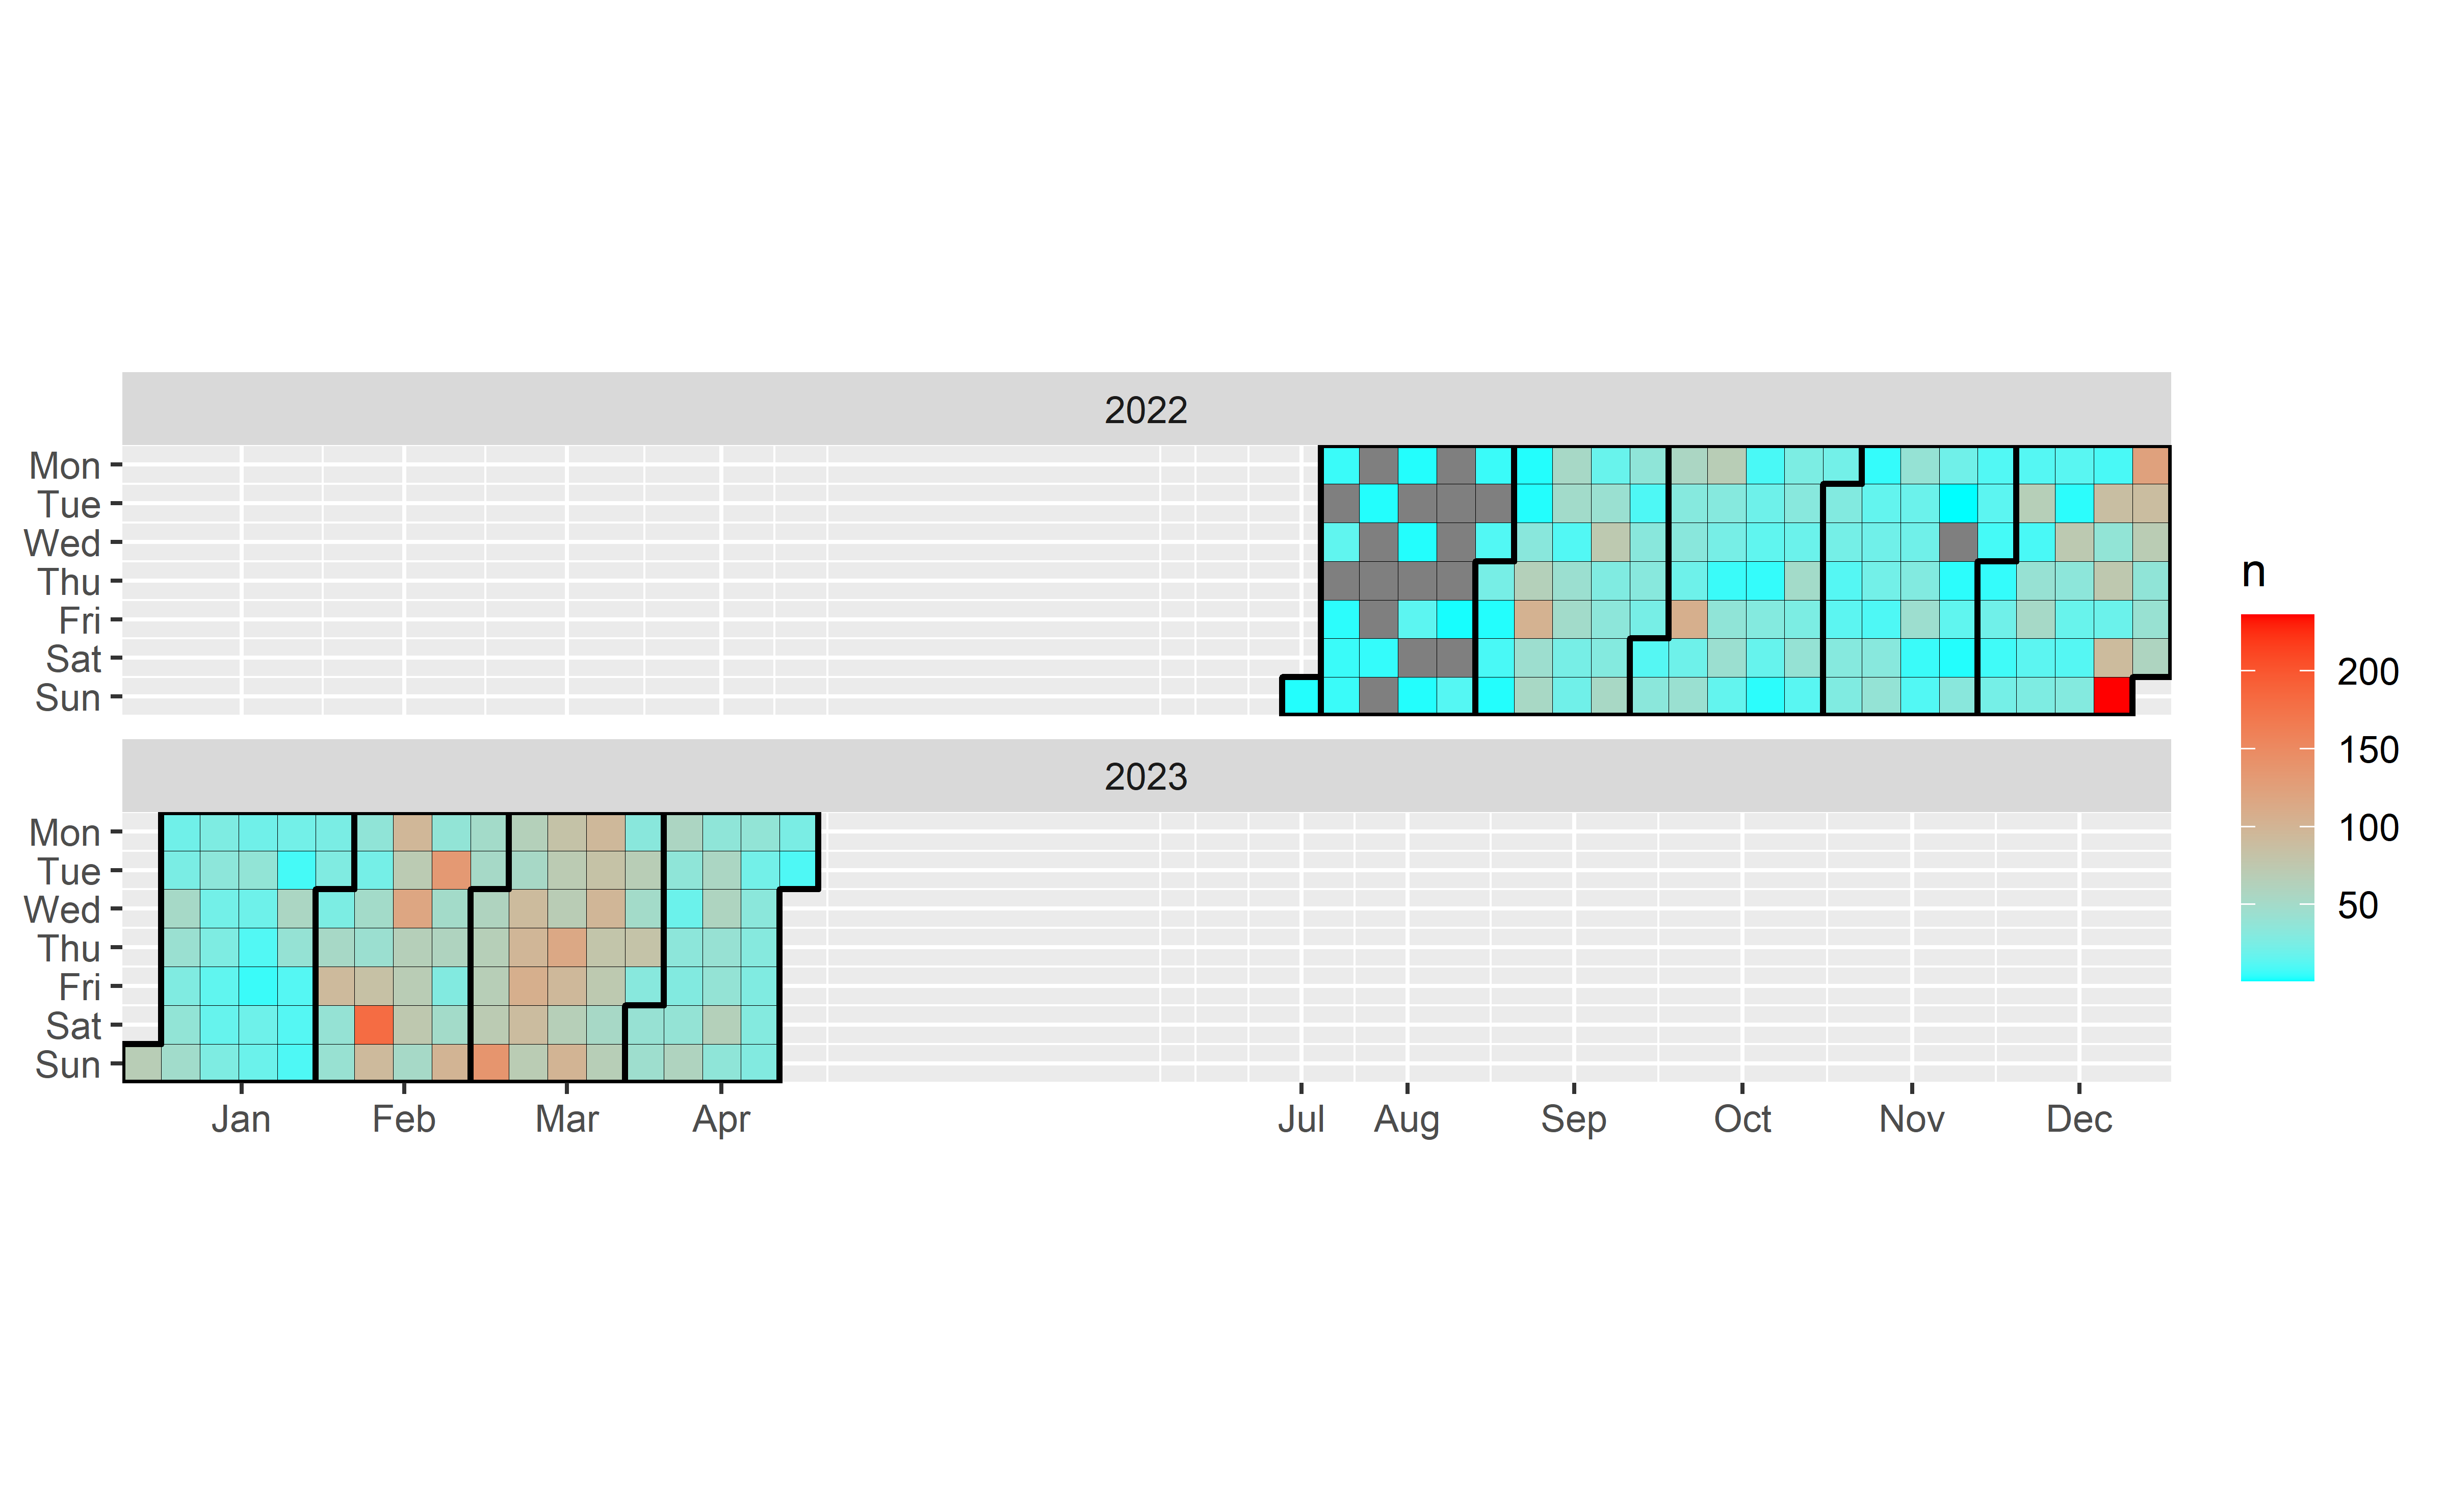 2022
Mon
Tue
Wed
Thu
Fri
Sat
Sun
2023
Mon
Tue
Wed
Thu
Fri
Sat
Sun
Jan Feb Mar Apr Jul Aug Sep Oct Nov Dec
n
200
150
100
50